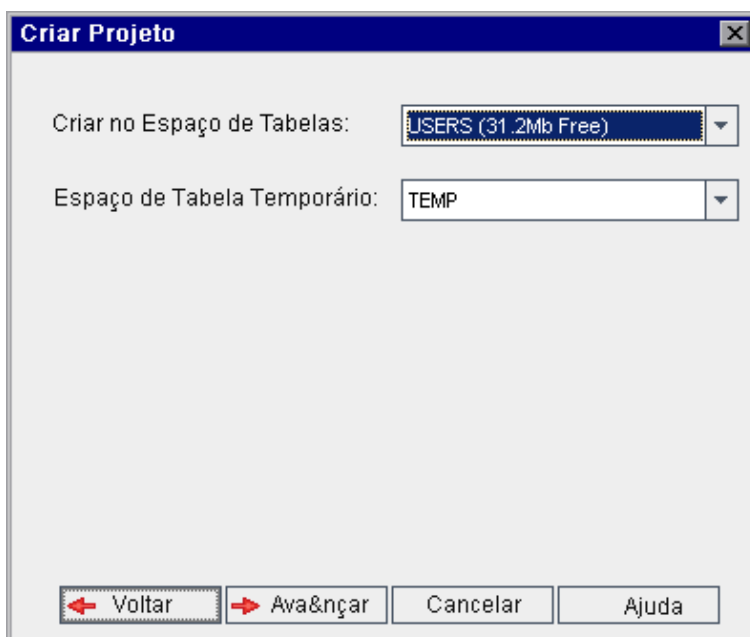 Criar Projeto
Criar no Espaço de Tabelas: USERS (31.2Mb Free)
Espaço de Tabela Temporário: TEMP
Voltar Ava&nçar Cancelar Ajuda